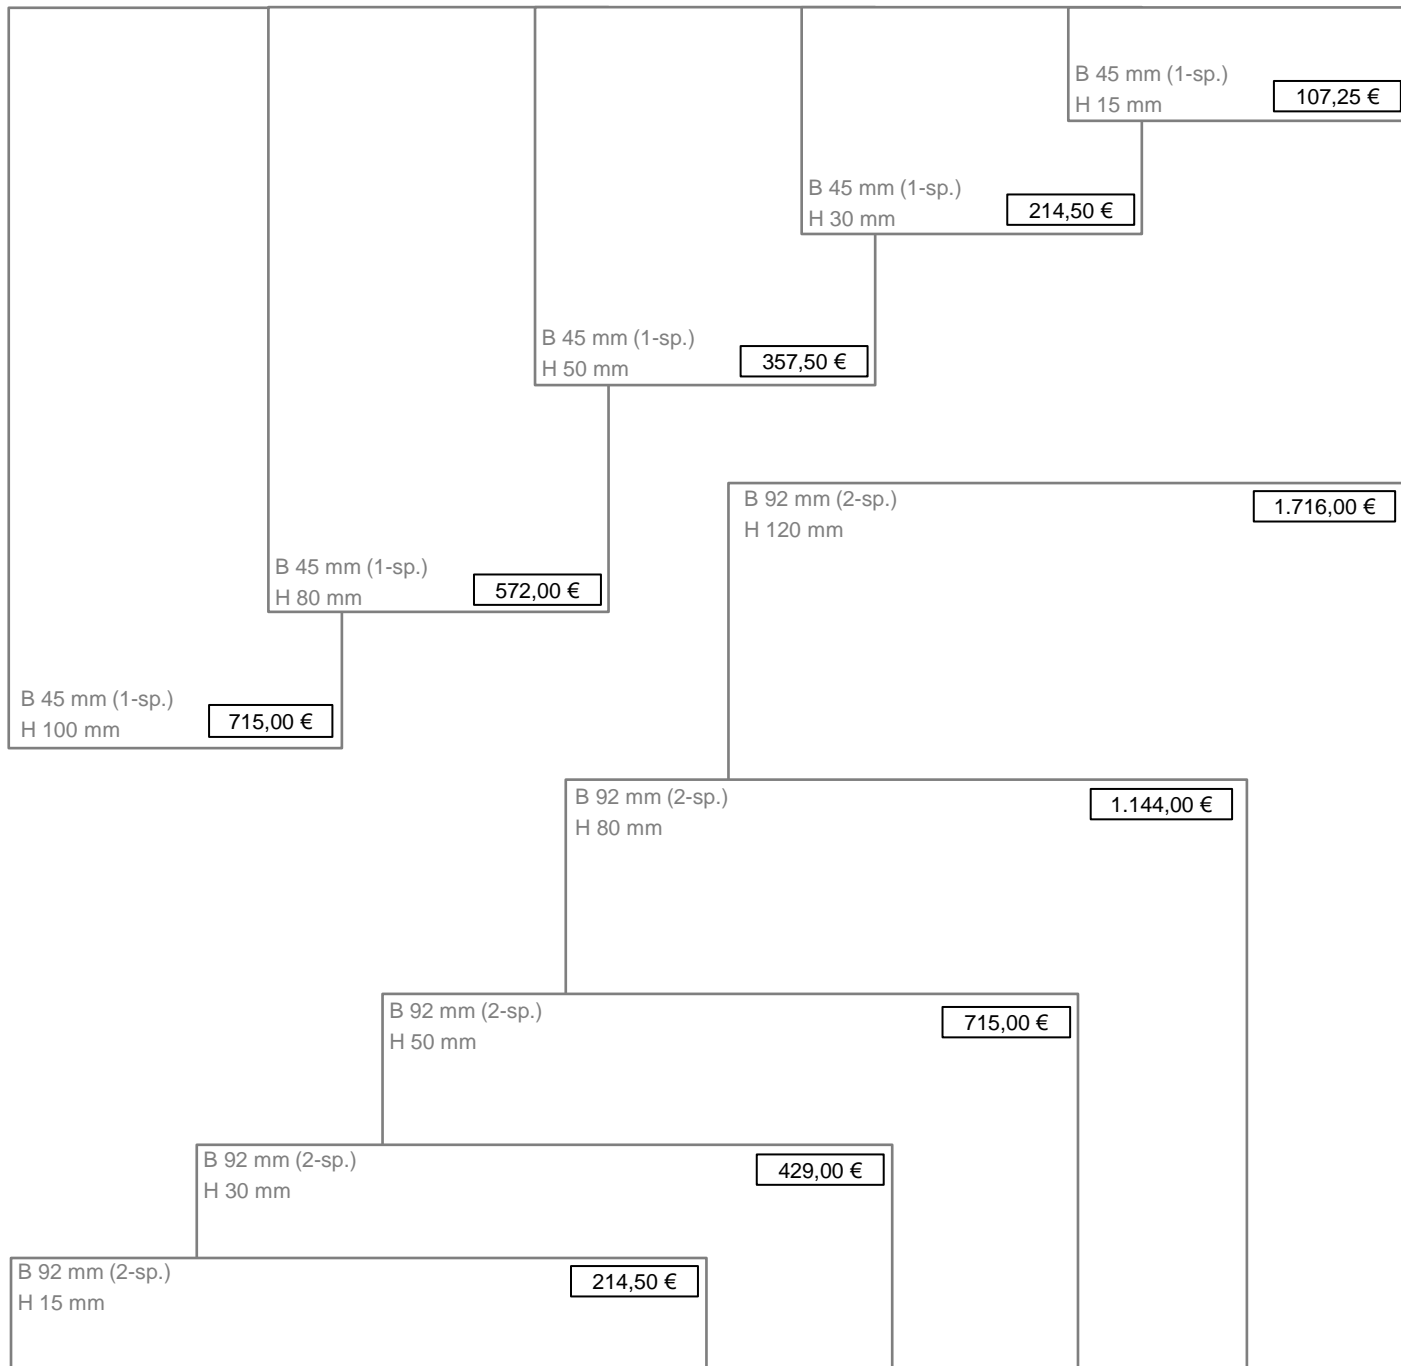 B 45 mm (1-sp.)
H 15 mm
107,25 €
B 45 mm (1-sp.)
H 30 mm
214,50 €
B 45 mm (1-sp.)
H 50 mm
357,50 €
B 92 mm (2-sp.)
H 120 mm
1.716,00 €
B 45 mm (1-sp.)
H 80 mm
572,00 €
B 45 mm (1-sp.)
H 100 mm
715,00 €
B 92 mm (2-sp.)
H 80 mm
1.144,00 €
B 92 mm (2-sp.)
H 50 mm
715,00 €
B 92 mm (2-sp.)
H 30 mm
429,00 €
B 92 mm (2-sp.)
H 15 mm
214,50 €